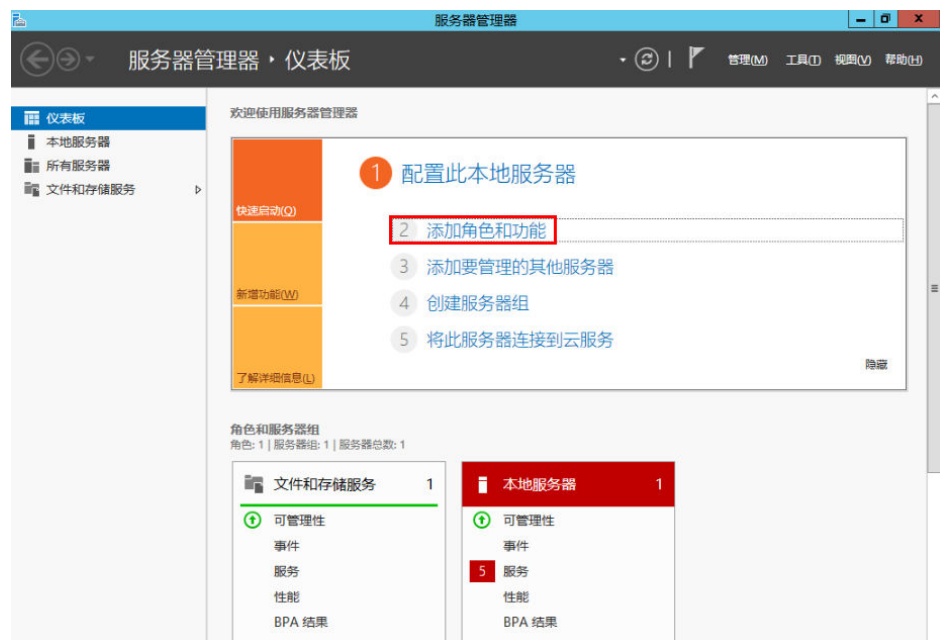 服务器管理器
服务器管理器 · 仪表板
管理(M) 工具(T) 视图(V) 帮助(H)
仪表板
本地服务器
所有服务器
文件和存储服务
欢迎使用服务器管理器
快速启动(Q)
新增功能(W)
了解详细信息(L)
1 配置此本地服务器
2 添加角色和功能
3 添加要管理的其他服务器
4 创建服务器组
5 将此服务器连接到云服务
隐藏
角色和服务器组
角色: 1 | 服务器组: 1 | 服务器总数: 1
文件和存储服务 1
可管理性
事件
服务
性能
BPA 结果
本地服务器 1
可管理性
事件
5 服务
性能
BPA 结果